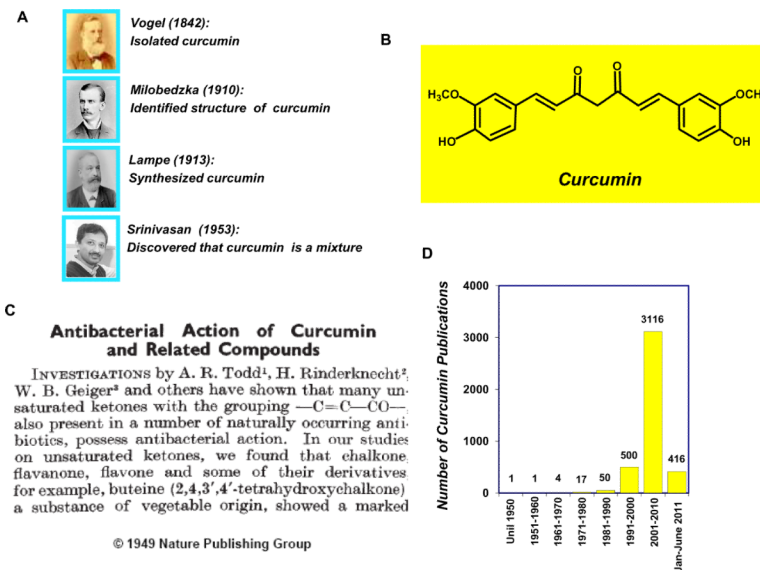 A
Vogel (1842):
Isolated curcumin
Milobedzka (1910):
Identified structure of curcumin
Lampe (1913):
Synthesized curcumin
Srinivasan (1953):
Discovered that curcumin is a mixture
B
O
O
H₃CO
OCH
HO
OH
Curcumin
C
Antibacterial Action of Curcumin
and Related Compounds
INVESTIGATIONS by A. R. Todd¹, H. Rinderknecht²,
W. B. Geiger³ and others have shown that many un-
saturated ketones with the grouping —C=C—CO—,
also present in a number of naturally occurring anti-
biotics, possess antibacterial action. In our studies
on unsaturated ketones, we found that chalkone,
flavanone, flavone and some of their derivatives
for example, buteine (2,4,3′,4′-tetrahydroxychalkone)
a substance of vegetable origin, showed a marked
© 1949 Nature Publishing Group
D
Number of Curcumin Publications
4000
3000
2000
1000
0
1
1
4
17
50
500
3116
416
Unil 1950
1951-1960
1961-1970
1971-1980
1981-1990
1991-2000
2001-2010
Jan-June 2011